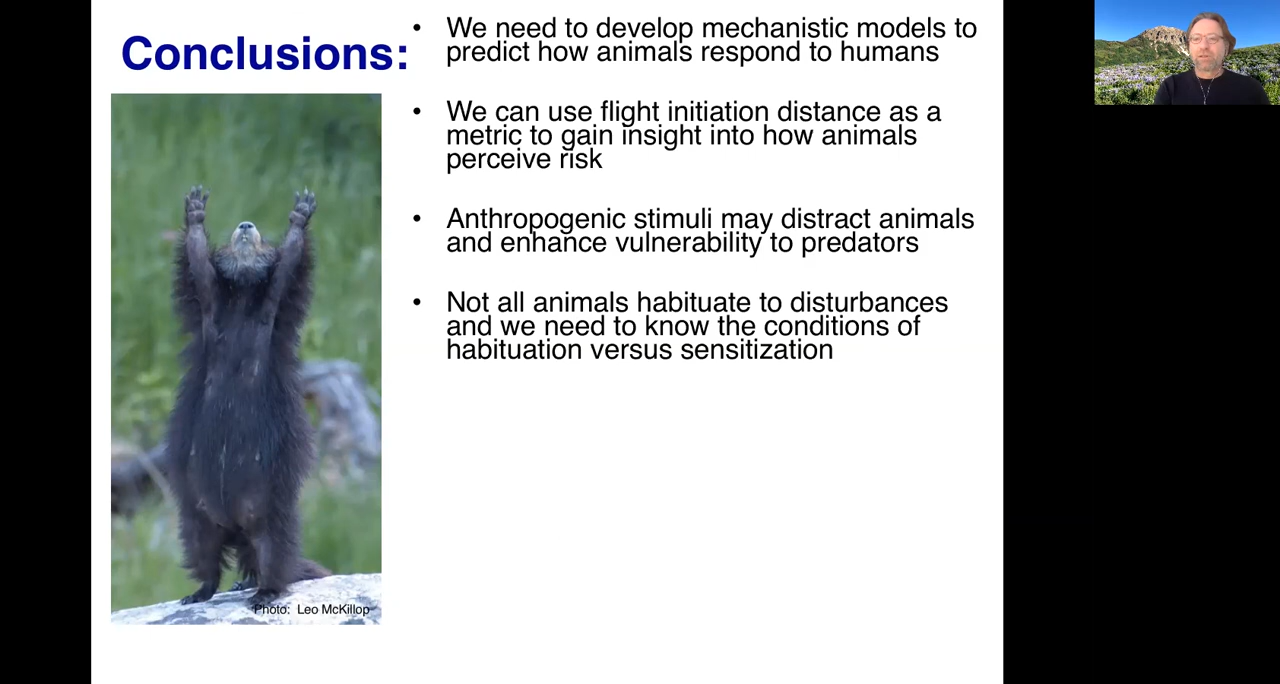 Conclusions:
• We need to develop mechanistic models to
predict how animals respond to humans
• We can use flight initiation distance as a
metric to gain insight into how animals
perceive risk
• Anthropogenic stimuli may distract animals
and enhance vulnerability to predators
• Not all animals habituate to disturbances
and we need to know the conditions of
habituation versus sensitization
Photo: Leo McKillop